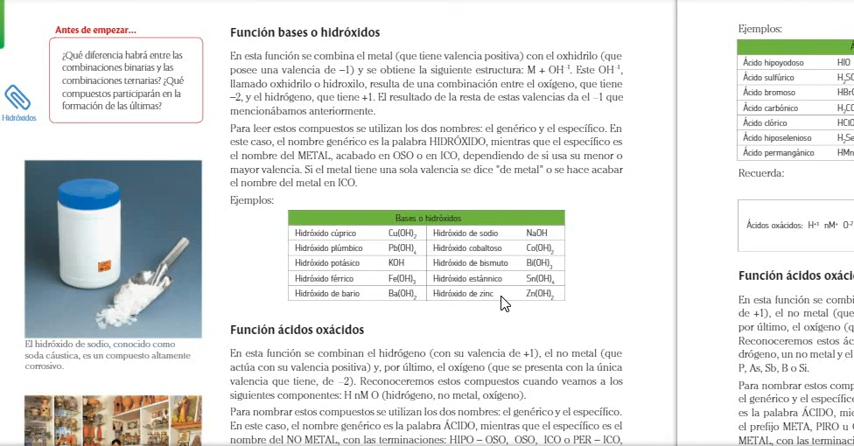 Antes de empezar...
¿Qué diferencia habrá entre las
combinaciones binarias y las
combinaciones ternarias? ¿Qué
compuestos participarán en la
formación de las últimas?
Hidróxidos
El hidróxido de sodio, conocido como
soda cáustica, es un compuesto altamente
corrosivo.
Función bases o hidróxidos
En esta función se combina el metal (que tiene valencia positiva) con el oxhidrilo (que
posee una valencia de –1) y se obtiene la siguiente estructura: M + OH⁻¹. Este OH⁻¹,
llamado oxhidrilo o hidroxilo, resulta de una combinación entre el oxígeno, que tiene
–2, y el hidrógeno, que tiene +1. El resultado de la resta de estas valencias da el –1 que
mencionábamos anteriormente.
Para leer estos compuestos se utilizan los dos nombres: el genérico y el específico. En
este caso, el nombre genérico es la palabra HIDRÓXIDO, mientras que el específico es
el nombre del METAL, acabado en OSO o en ICO, dependiendo de si usa su menor o
mayor valencia. Si el metal tiene una sola valencia se dice "de metal" o se hace acabar
el nombre del metal en ICO.
Ejemplos:
Bases o hidróxidos
Hidróxido cúprico Cu(OH)₂ Hidróxido de sodio NaOH
Hidróxido plúmbico Pb(OH)₄ Hidróxido cobaltoso Co(OH)₂
Hidróxido potásico KOH Hidróxido de bismuto Bi(OH)₃
Hidróxido férrico Fe(OH)₃ Hidróxido estánnico Sn(OH)₄
Hidróxido de bario Ba(OH)₂ Hidróxido de zinc Zn(OH)₂
Función ácidos oxácidos
En esta función se combinan el hidrógeno (con su valencia de +1), el no metal (que
actúa con su valencia positiva) y, por último, el oxígeno (que se presenta con la única
valencia que tiene, de –2). Reconoceremos estos compuestos cuando veamos a los
siguientes componentes: H nM O (hidrógeno, no metal, oxígeno).
Para nombrar estos compuestos se utilizan los dos nombres: el genérico y el específico.
En este caso, el nombre genérico es la palabra ÁCIDO, mientras que el específico es el
nombre del NO METAL, con las terminaciones: HIPO – OSO, OSO, ICO o PER – ICO,
Ejemplos:
Ácido hipoyodoso HIO
Ácido sulfúrico H₂SO
Ácido bromoso HBrO
Ácido carbónico H₂CO
Ácido clórico HClO
Ácido hiposelenioso H₂Se
Ácido permangánico HMn
Recuerda:
Ácidos oxácidos: H⁺¹ nM⁺ O⁻²
Función ácidos oxáci
En esta función se combi
de +1), el no metal (que
por último, el oxígeno (q
Reconoceremos estos ác
drógeno, un no metal y el
P, As, Sb, B o Si.
Para nombrar estos comp
el genérico y el específico
es la palabra ÁCIDO, mie
el prefijo META, PIRO u
METAL, con las terminac